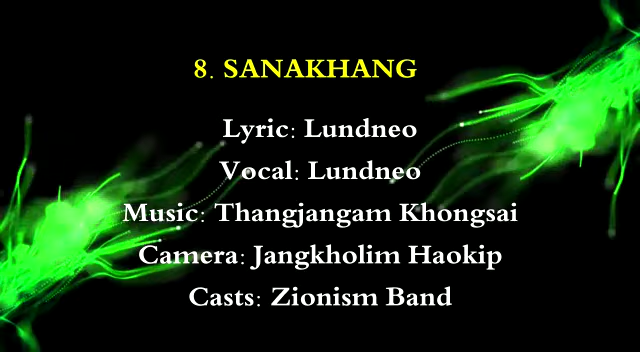 8. SANAKHANG
Lyric: Lundneo
Vocal: Lundneo
Music: Thangjangam Khongsai
Camera: Jangkholim Haokip
Casts: Zionism Band